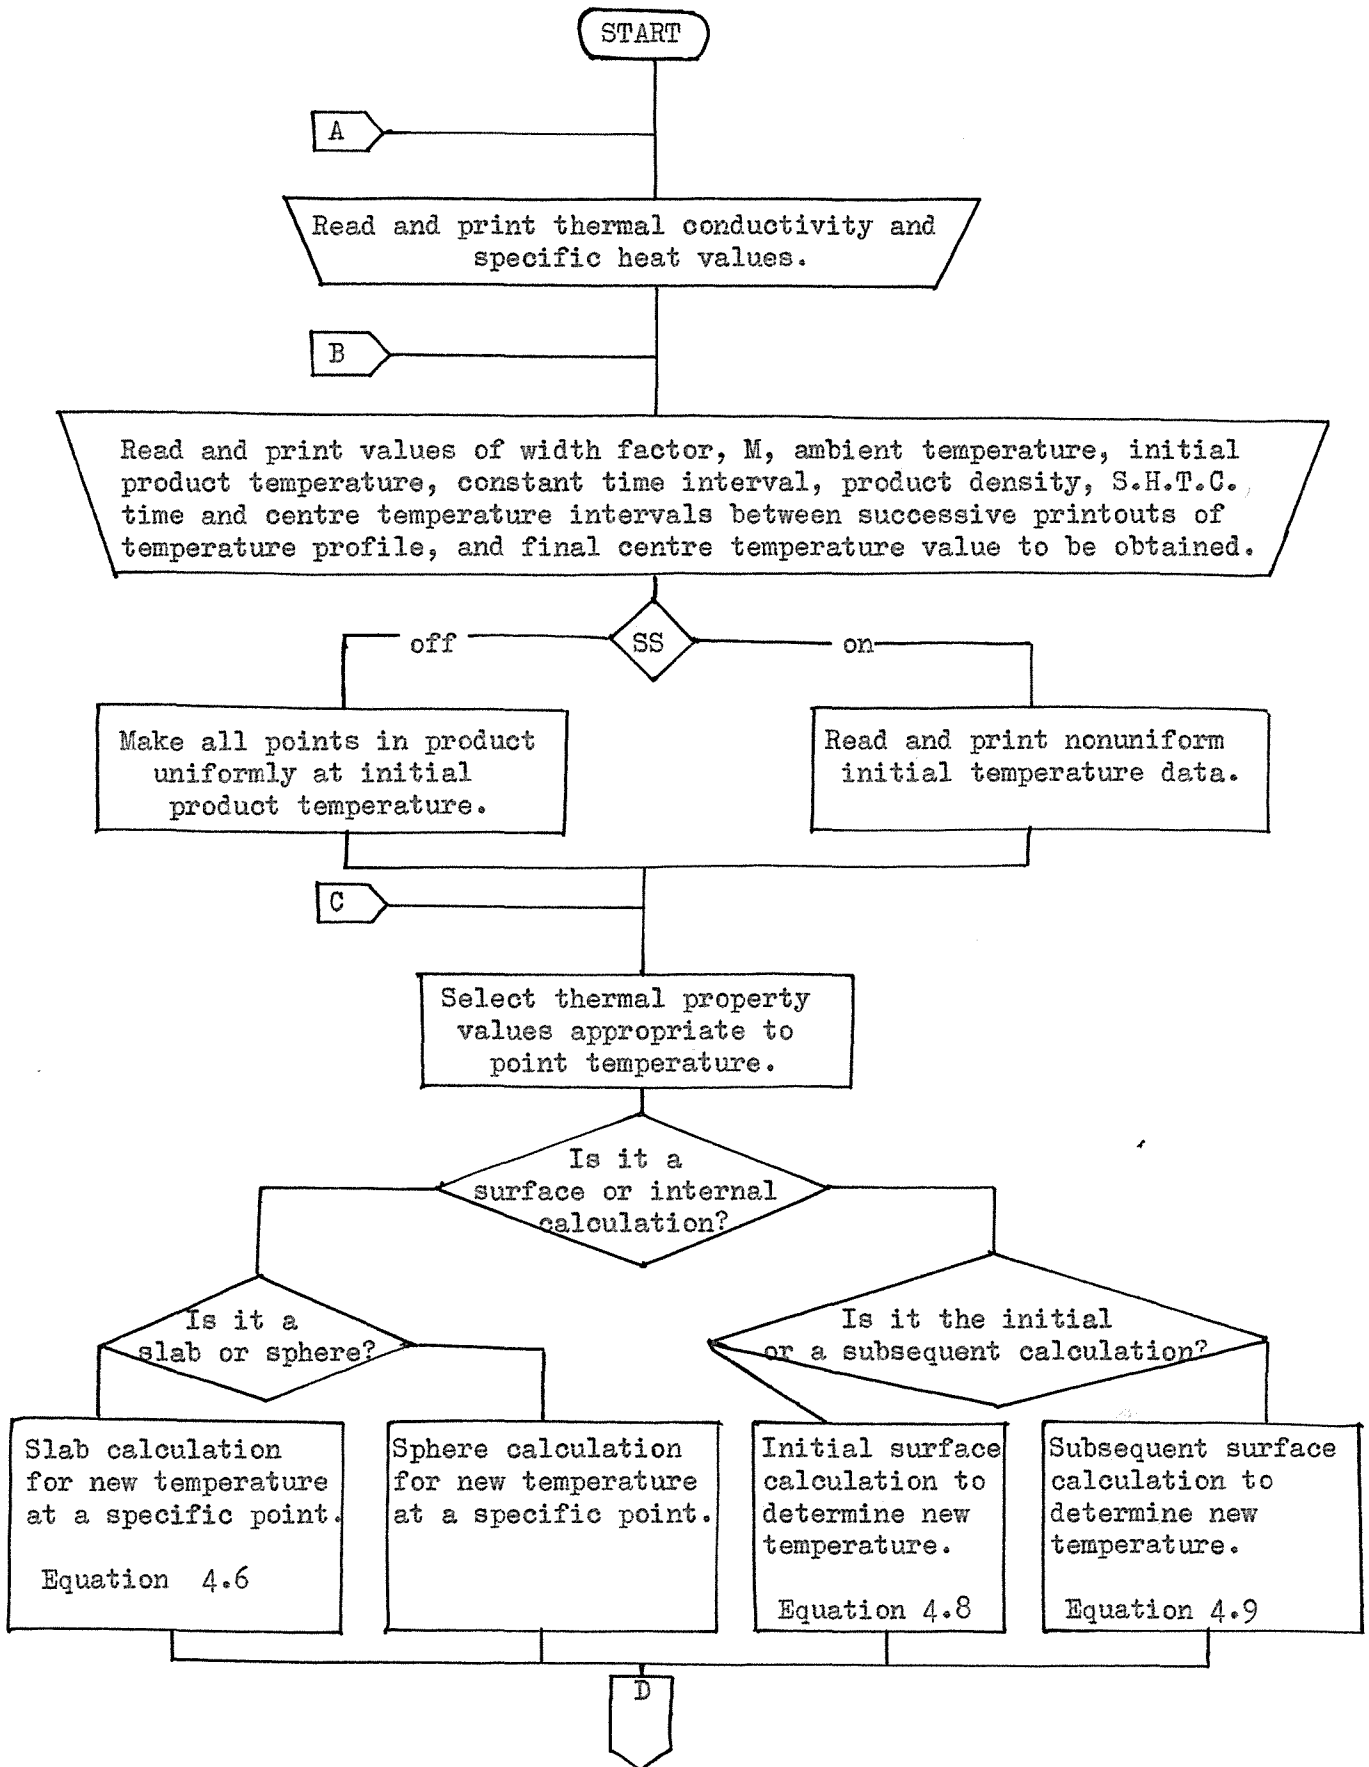 START
A
Read and print thermal conductivity and
specific heat values.
B
Read and print values of width factor, M, ambient temperature, initial
product temperature, constant time interval, product density, S.H.T.C.
time and centre temperature intervals between successive printouts of
temperature profile, and final centre temperature value to be obtained.
off
SS
on
Make all points in product
uniformly at initial
product temperature.
Read and print nonuniform
initial temperature data.
C
Select thermal property
values appropriate to
point temperature.
Is it a
surface or internal
calculation?
Is it a
slab or sphere?
Is it the initial
or a subsequent calculation?
Slab calculation
for new temperature
at a specific point.
Equation 4.6
Sphere calculation
for new temperature
at a specific point.
Initial surface
calculation to
determine new
temperature.
Equation 4.8
Subsequent surface
calculation to
determine new
temperature.
Equation 4.9
D